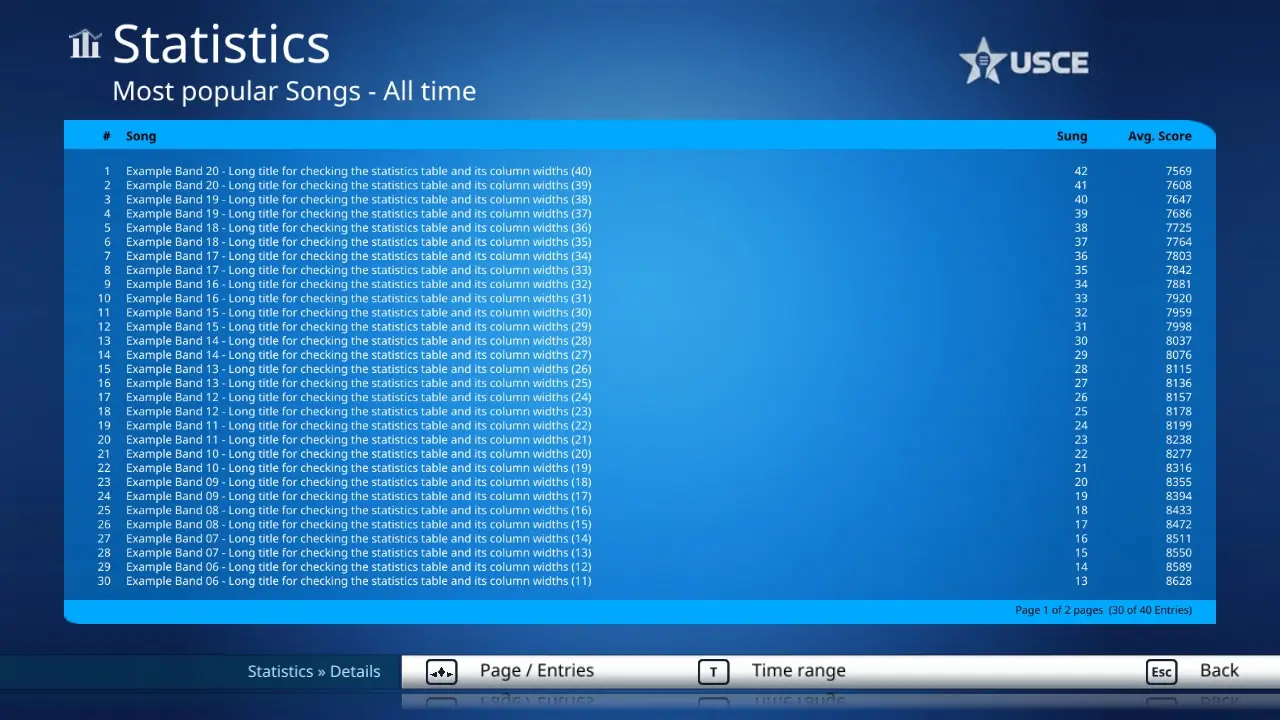 Statistics
Most popular Songs - All time
USCE
# Song Sung Avg. Score
1 Example Band 20 - Long title for checking the statistics table and its column widths (40) 42 7569
2 Example Band 20 - Long title for checking the statistics table and its column widths (39) 41 7608
3 Example Band 19 - Long title for checking the statistics table and its column widths (38) 40 7647
4 Example Band 19 - Long title for checking the statistics table and its column widths (37) 39 7686
5 Example Band 18 - Long title for checking the statistics table and its column widths (36) 38 7725
6 Example Band 18 - Long title for checking the statistics table and its column widths (35) 37 7764
7 Example Band 17 - Long title for checking the statistics table and its column widths (34) 36 7803
8 Example Band 17 - Long title for checking the statistics table and its column widths (33) 35 7842
9 Example Band 16 - Long title for checking the statistics table and its column widths (32) 34 7881
10 Example Band 16 - Long title for checking the statistics table and its column widths (31) 33 7920
11 Example Band 15 - Long title for checking the statistics table and its column widths (30) 32 7959
12 Example Band 15 - Long title for checking the statistics table and its column widths (29) 31 7998
13 Example Band 14 - Long title for checking the statistics table and its column widths (28) 30 8037
14 Example Band 14 - Long title for checking the statistics table and its column widths (27) 29 8076
15 Example Band 13 - Long title for checking the statistics table and its column widths (26) 28 8115
16 Example Band 13 - Long title for checking the statistics table and its column widths (25) 27 8136
17 Example Band 12 - Long title for checking the statistics table and its column widths (24) 26 8157
18 Example Band 12 - Long title for checking the statistics table and its column widths (23) 25 8178
19 Example Band 11 - Long title for checking the statistics table and its column widths (22) 24 8199
20 Example Band 11 - Long title for checking the statistics table and its column widths (21) 23 8238
21 Example Band 10 - Long title for checking the statistics table and its column widths (20) 22 8277
22 Example Band 10 - Long title for checking the statistics table and its column widths (19) 21 8316
23 Example Band 09 - Long title for checking the statistics table and its column widths (18) 20 8355
24 Example Band 09 - Long title for checking the statistics table and its column widths (17) 19 8394
25 Example Band 08 - Long title for checking the statistics table and its column widths (16) 18 8433
26 Example Band 08 - Long title for checking the statistics table and its column widths (15) 17 8472
27 Example Band 07 - Long title for checking the statistics table and its column widths (14) 16 8511
28 Example Band 07 - Long title for checking the statistics table and its column widths (13) 15 8550
29 Example Band 06 - Long title for checking the statistics table and its column widths (12) 14 8589
30 Example Band 06 - Long title for checking the statistics table and its column widths (11) 13 8628
Page 1 of 2 pages (30 of 40 Entries)
Statistics » Details Page / Entries T Time range Esc Back